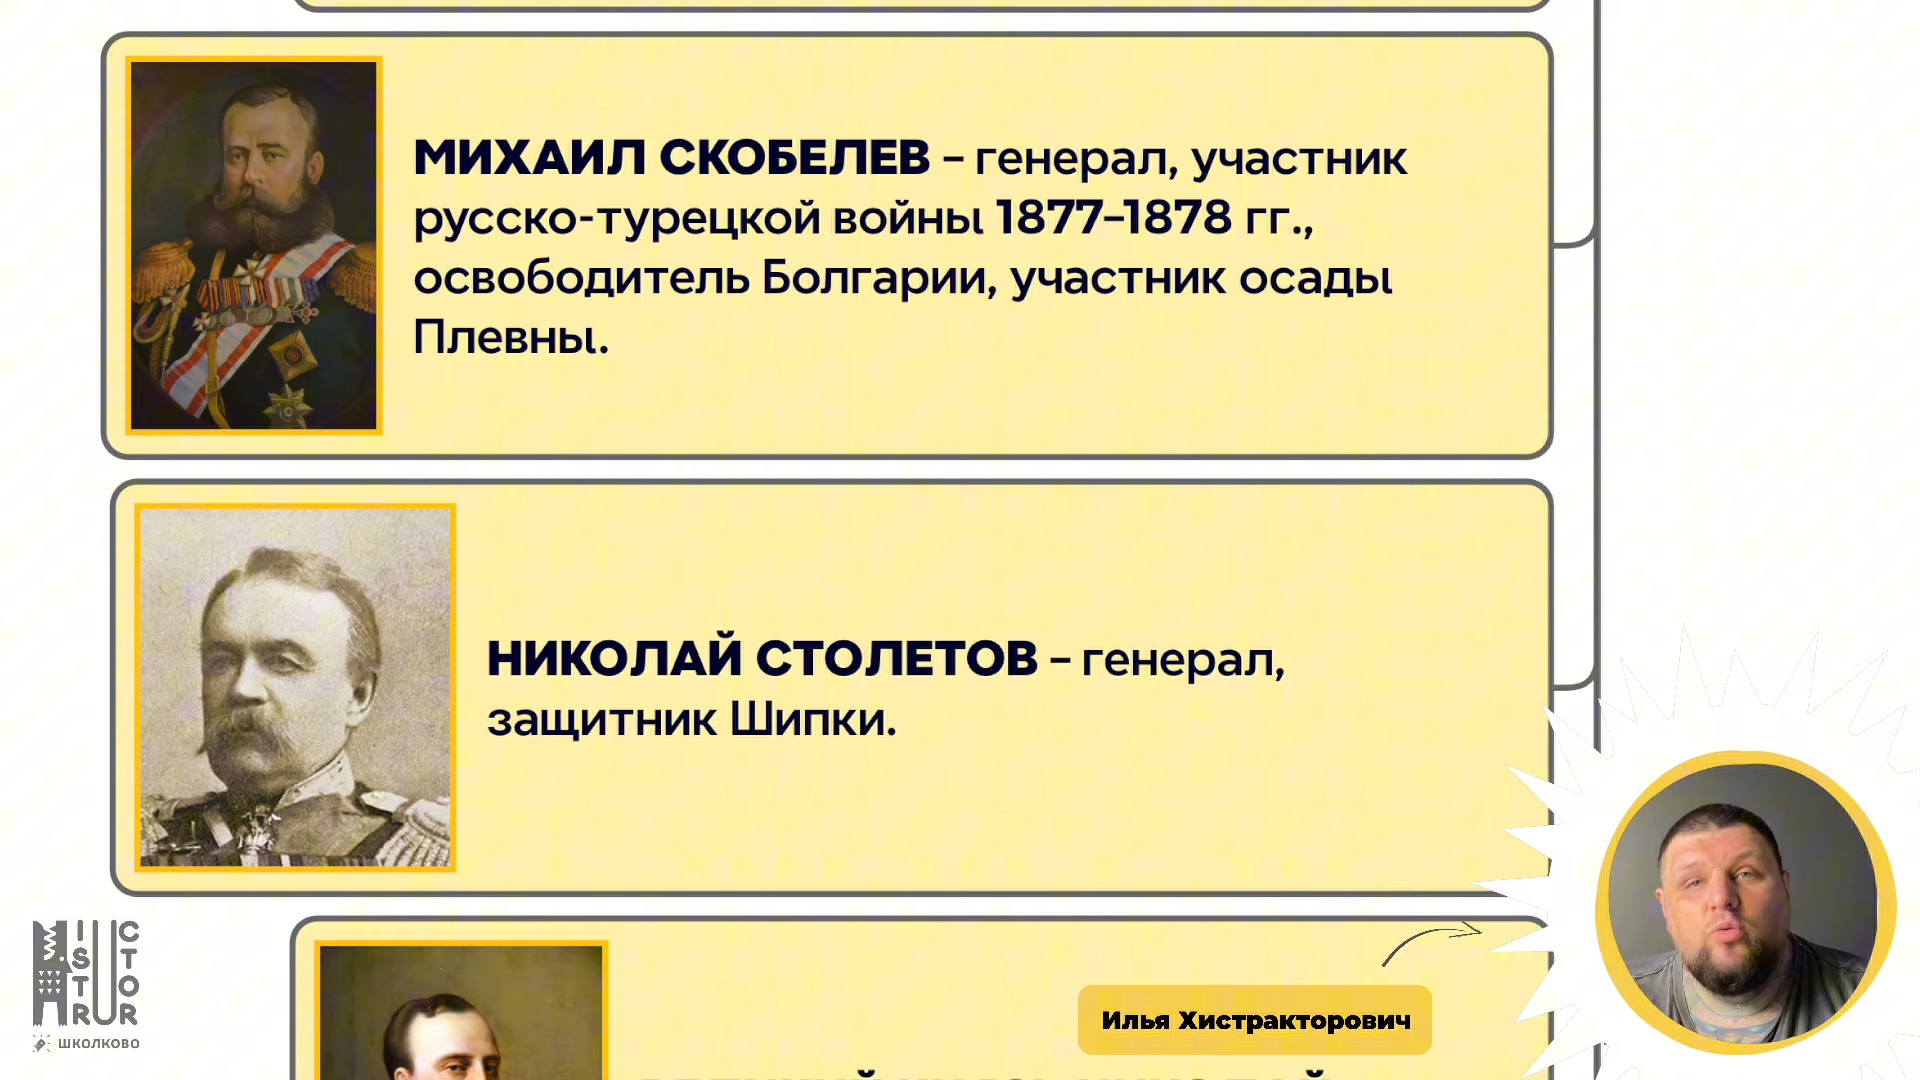 МИХАИЛ СКОБЕЛЕВ – генерал, участник
русско-турецкой войны 1877–1878 гг.,
освободитель Болгарии, участник осады
Плевны.
НИКОЛАЙ СТОЛЕТОВ – генерал,
защитник Шипки.
HISTRUCTOR
ШКОЛКОВО
Илья Хистракторович